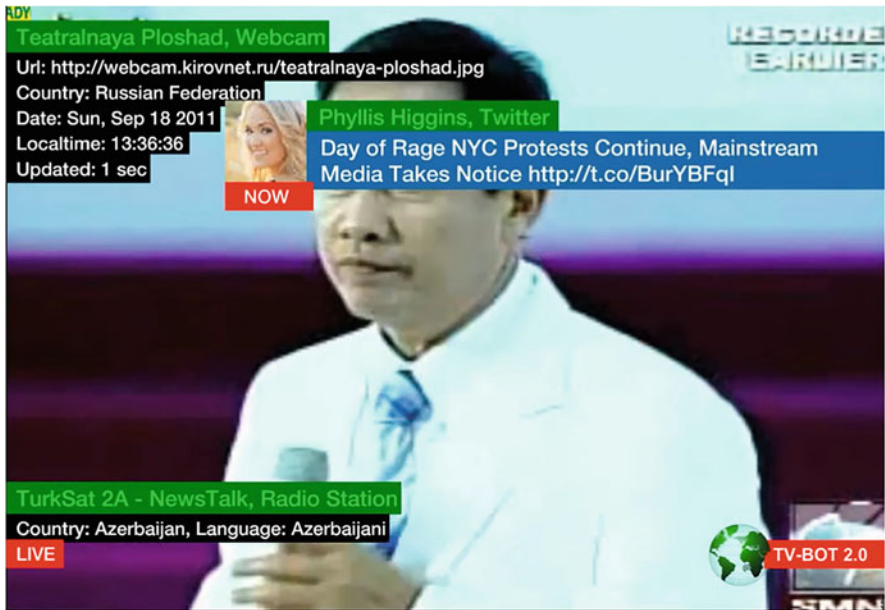 ADY
Teatralnaya Ploshad, Webcam
RECORDED
EARLIER
Url: http://webcam.kirovnet.ru/teatralnaya-ploshad.jpg
Country: Russian Federation
Date: Sun, Sep 18 2011
Localtime: 13:36:36
Updated: 1 sec
Phyllis Higgins, Twitter
Day of Rage NYC Protests Continue, Mainstream
Media Takes Notice http://t.co/BurYBFqI
NOW
TurkSat 2A - NewsTalk, Radio Station
Country: Azerbaijan, Language: Azerbaijani
LIVE
TV-BOT 2.0
SMN